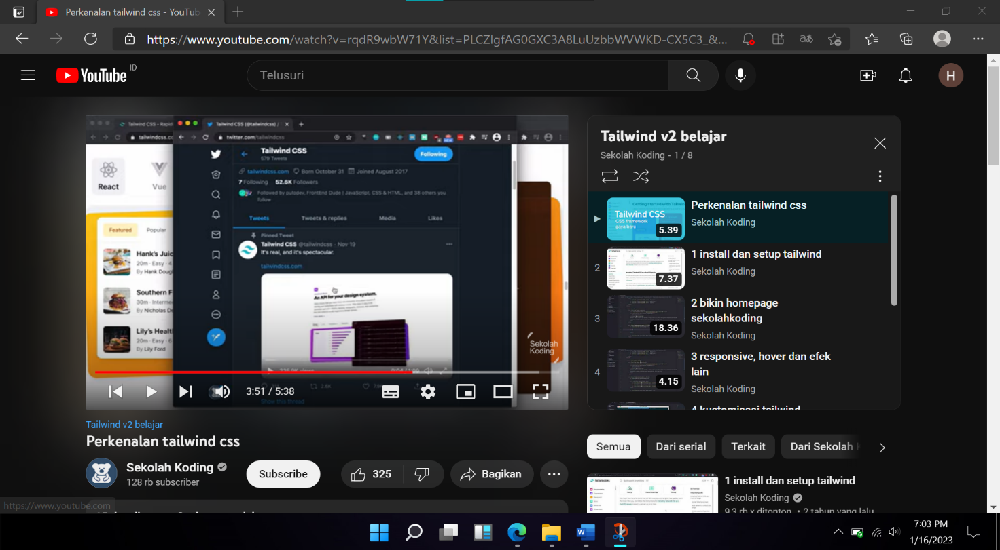 Perkenalan tailwind css - YouTub
https://www.youtube.com/watch?v=rqdR9wbW71Y&list=PLCZlgfAG0GXC3A8LuUzbbWVWKD-CX5C3_&...
YouTube ID
Telusuri
H
Tailwind CSS - Rapid
Tailwind CSS (@tailwindcss) /
tailwindcss.co
twitter.com/tailwindcss
React
Vue
Featured
Popular
Hank's Juic
20m · Easy · 4
By Hank Doug
Southern F
30m · Interme
By Nicholas De
Lily's Healt
20m · Easy · 6
By Lily Ford
Tailwind CSS
579 Tweets
Following
tailwindcss.com Born October 31 Joined August 2017
7 Following 52.6K Followers
Followed by pulodev, FrontEnd Dude | JavaScript, CSS & HTML, and 38 others you
follow
Tweets
Tweets & replies
Media
Likes
Pinned Tweet
Tailwind CSS @tailwindcss · Nov 19
It's real, and it's spectacular.
tailwindcss.com
An API for your design system.
Show this thread
Sekolah
Koding
3:51 / 5:38
Tailwind v2 belajar
Perkenalan tailwind css
Sekolah Koding
128 rb subscriber
Subscribe
325
Bagikan
Tailwind v2 belajar
Sekolah Koding - 1 / 8
Getting started with Tailwin
Tailwind CSS
CSS framework
gaya baru
5.39
Perkenalan tailwind css
Sekolah Koding
2
7.37
1 install dan setup tailwind
Sekolah Koding
3
18.36
2 bikin homepage
sekolahkoding
Sekolah Koding
4
4.15
3 responsive, hover dan efek
lain
Sekolah Koding
4 kustomisasi tailwind
Semua
Dari serial
Terkait
Dari Sekolah
1 install dan setup tailwind
Sekolah Koding
9,3 rb x ditonton • 2 tahun yang lalu
https://www.youtube.com
7:03 PM
1/16/2023